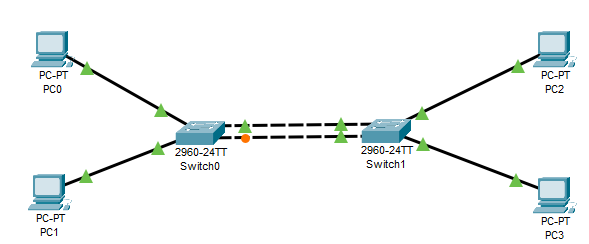 PC-PT
PC0
PC-PT
PC2
2960-24TT
Switch0
2960-24TT
Switch1
PC-PT
PC1
PC-PT
PC3